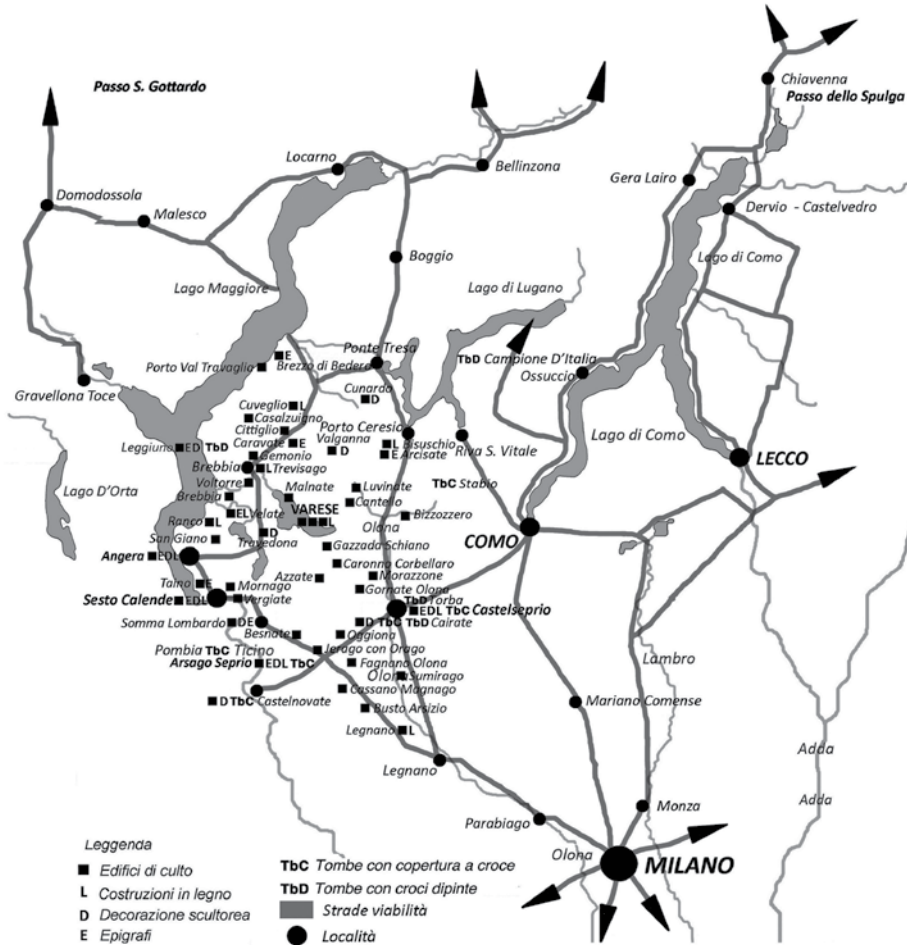 Chiavenna
Passo S. Gottardo
Passo dello Spulga
Locarno
Bellinzona
Gera Lairo
Domodossola
Malesco
Dervio - Castelvedro
Boggio
Lago di Como
Lago Maggiore
Lago di Lugano
Ponte Tresa
E
Brezzo di Bedero
TbD Campione D'Italia
Porto Val Travaglia
Ossuccio
Gravellona Toce
Cunardo
D
Cuveglio L
Casalzuigno
Cittiglio
Porto Ceresio
Caravate E
Valganna
D
L Bisuschio
E Arcisate
Riva S. Vitale
Lago di Como
Leggiuno ED TbD
Gemonio
LECCO
Brebbia
L Trevisago
Lago D'Orta
Voltorre
Malnate
Luvinate
TbC Stabio
Brebbia
Cantello
EL Velate
VARESE
L
Ranco L
Olona
Bizzozzero
COMO
San Giano
D
Travedona
Gazzada Schiano
Angera EDL
Caronno Corbellaro
Azzate
Morazzone
Taino E
Mornago
Gornate Olona
TbD Torba
Sesto Calende EDL
Vergiate
EDL TbC Castelseprio
Somma Lombardo DE
D TbC TbD Cairate
Besnate
Oggiona
Pombia TbC Ticino
Jerago con Orago
Lambro
Arsago Seprio EDL TbC
Fagnano Olona
Olona
Sumirago
D TbC Castelnovate
Cassano Magnago
Mariano Comense
Busto Arsizio
Legnano L
Adda
Legnano
Adda
Monza
Parabiago
Olona
MILANO
Leggenda
Edifici di culto
L Costruzioni in legno
D Decorazione scultorea
E Epigrafi
TbC Tombe con copertura a croce
TbD Tombe con croci dipinte
Strade viabilità
Località